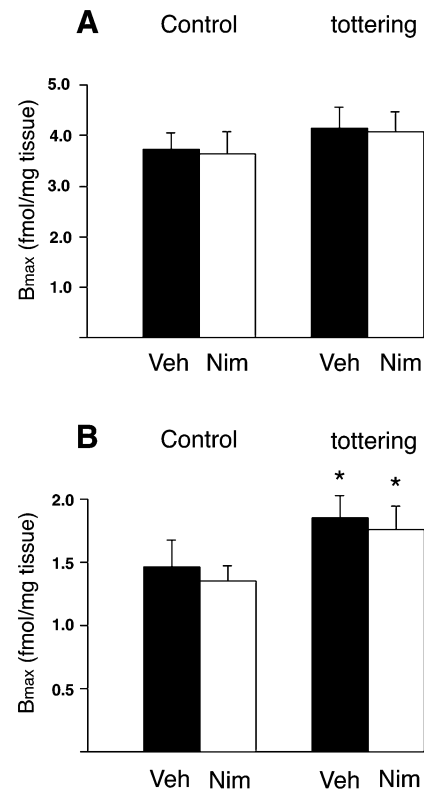 A Control tottering
5.0
4.0
3.0
2.0
1.0
Bmax (fmol/mg tissue)
Veh Nim Veh Nim
B Control tottering
* *
2.0
1.5
1.0
0.5
Bmax (fmol/mg tissue)
Veh Nim Veh Nim